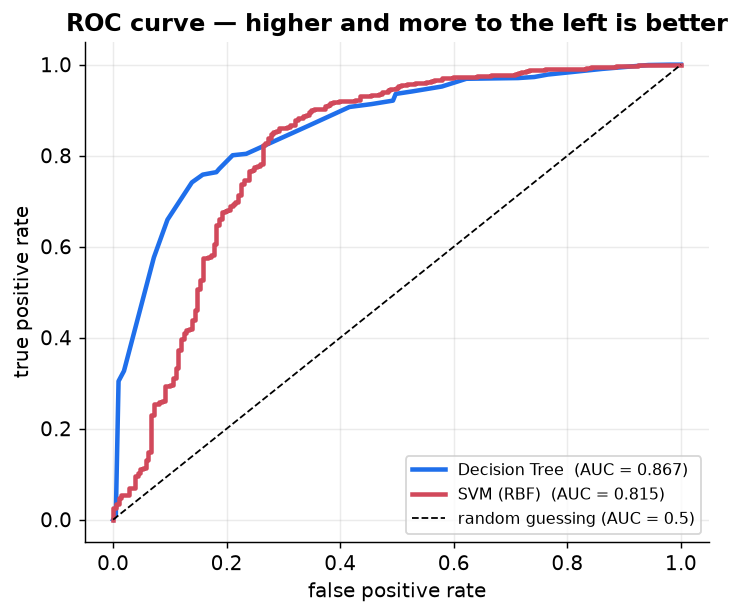 ROC curve — higher and more to the left is better
true positive rate
1.0
0.8
0.6
0.4
0.2
0.0
Decision Tree (AUC = 0.867)
SVM (RBF) (AUC = 0.815)
random guessing (AUC = 0.5)
0.0 0.2 0.4 0.6 0.8 1.0
false positive rate